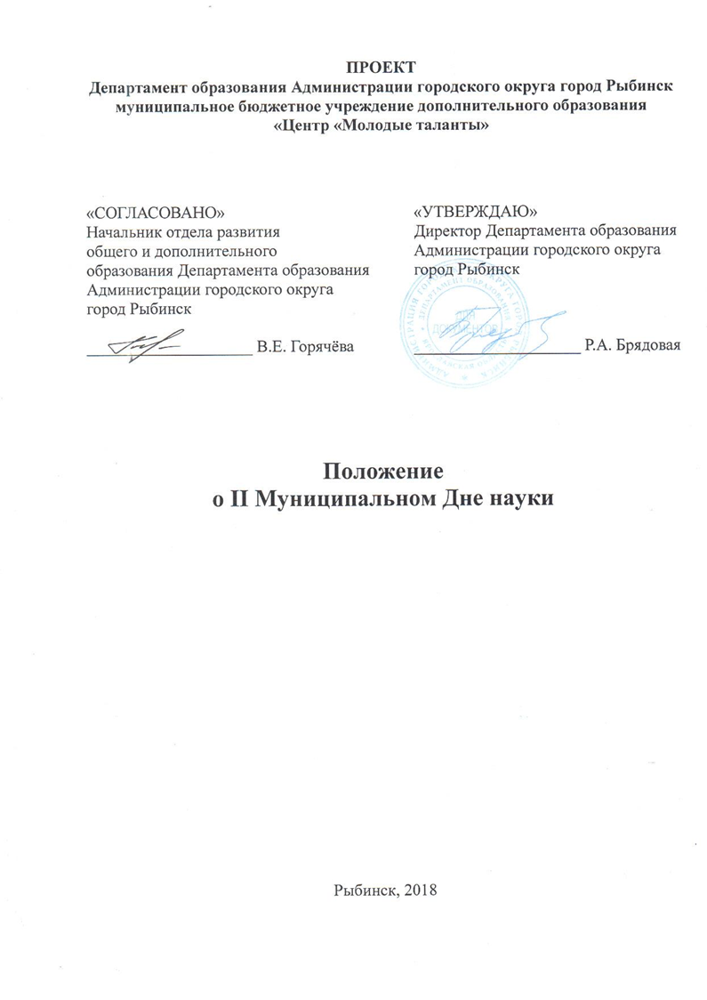 ПРОЕКТ
Департамент образования Администрации городского округа город Рыбинск
муниципальное бюджетное учреждение дополнительного образования
«Центр «Молодые таланты»
«СОГЛАСОВАНО»
Начальник отдела развития
общего и дополнительного
образования Департамента образования
Администрации городского округа
город Рыбинск
В.Е. Горячёва
«УТВЕРЖДАЮ»
Директор Департамента образования
Администрации городского округа
город Рыбинск
Р.А. Брядовая
Положение
о II Муниципальном Дне науки
Рыбинск, 2018